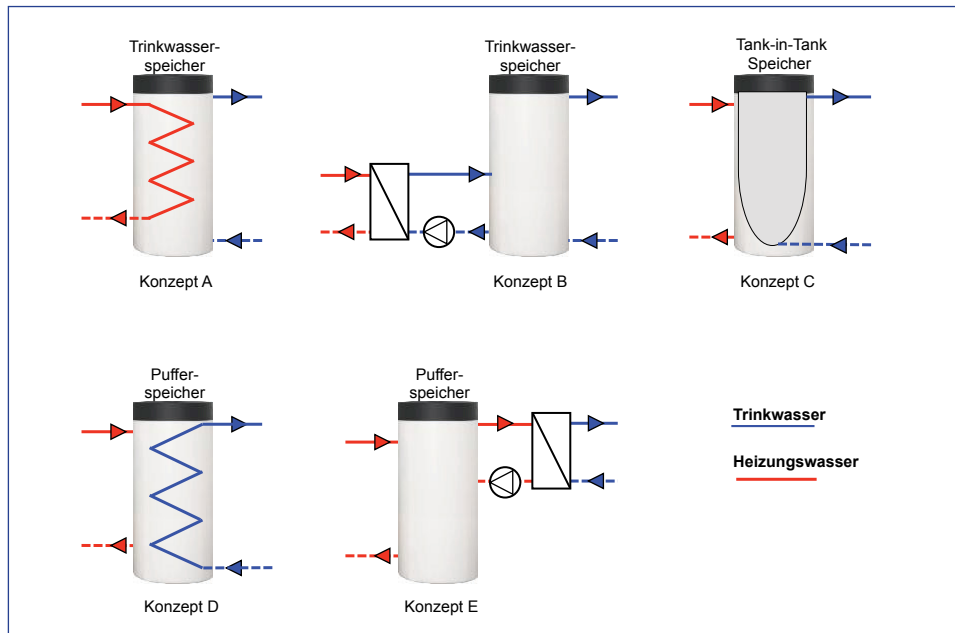 Trinkwasser-
speicher
Konzept A
Trinkwasser-
speicher
Konzept B
Tank-in-Tank
Speicher
Konzept C
Puffer-
speicher
Konzept D
Puffer-
speicher
Konzept E
Trinkwasser
Heizungswasser